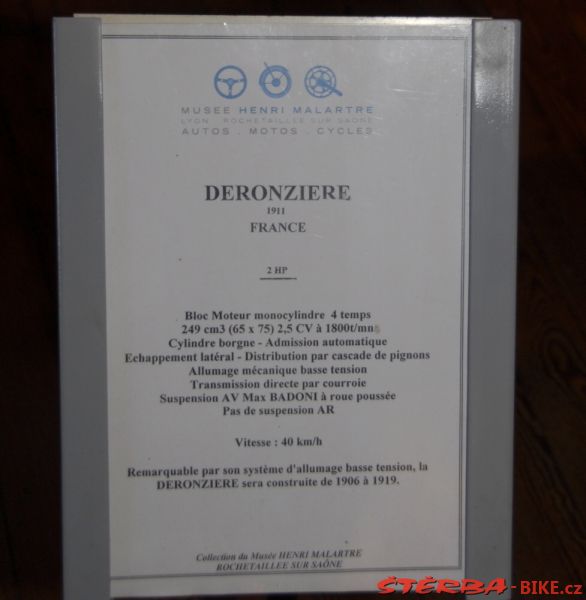 MUSEE HENRI MALARTRE
LYON . ROCHETAILLEE SUR SAÔNE
AUTOS . MOTOS . CYCLES
DERONZIERE
1911
FRANCE
2 HP
Bloc Moteur monocylindre 4 temps
249 cm3 (65 x 75) 2,5 CV à 1800t/mn
Cylindre borgne - Admission automatique
Echappement latéral - Distribution par cascade de pignons
Allumage mécanique basse tension
Transmission directe par courroie
Suspension AV Max BADONI à roue poussée
Pas de suspension AR
Vitesse : 40 km/h
Remarquable par son système d'allumage basse tension, la
DERONZIERE sera construite de 1906 à 1919.
Collection du Musée HENRI MALARTRE
ROCHETAILLEE SUR SAÔNE
ŠTĚRBA-BIKE.cz